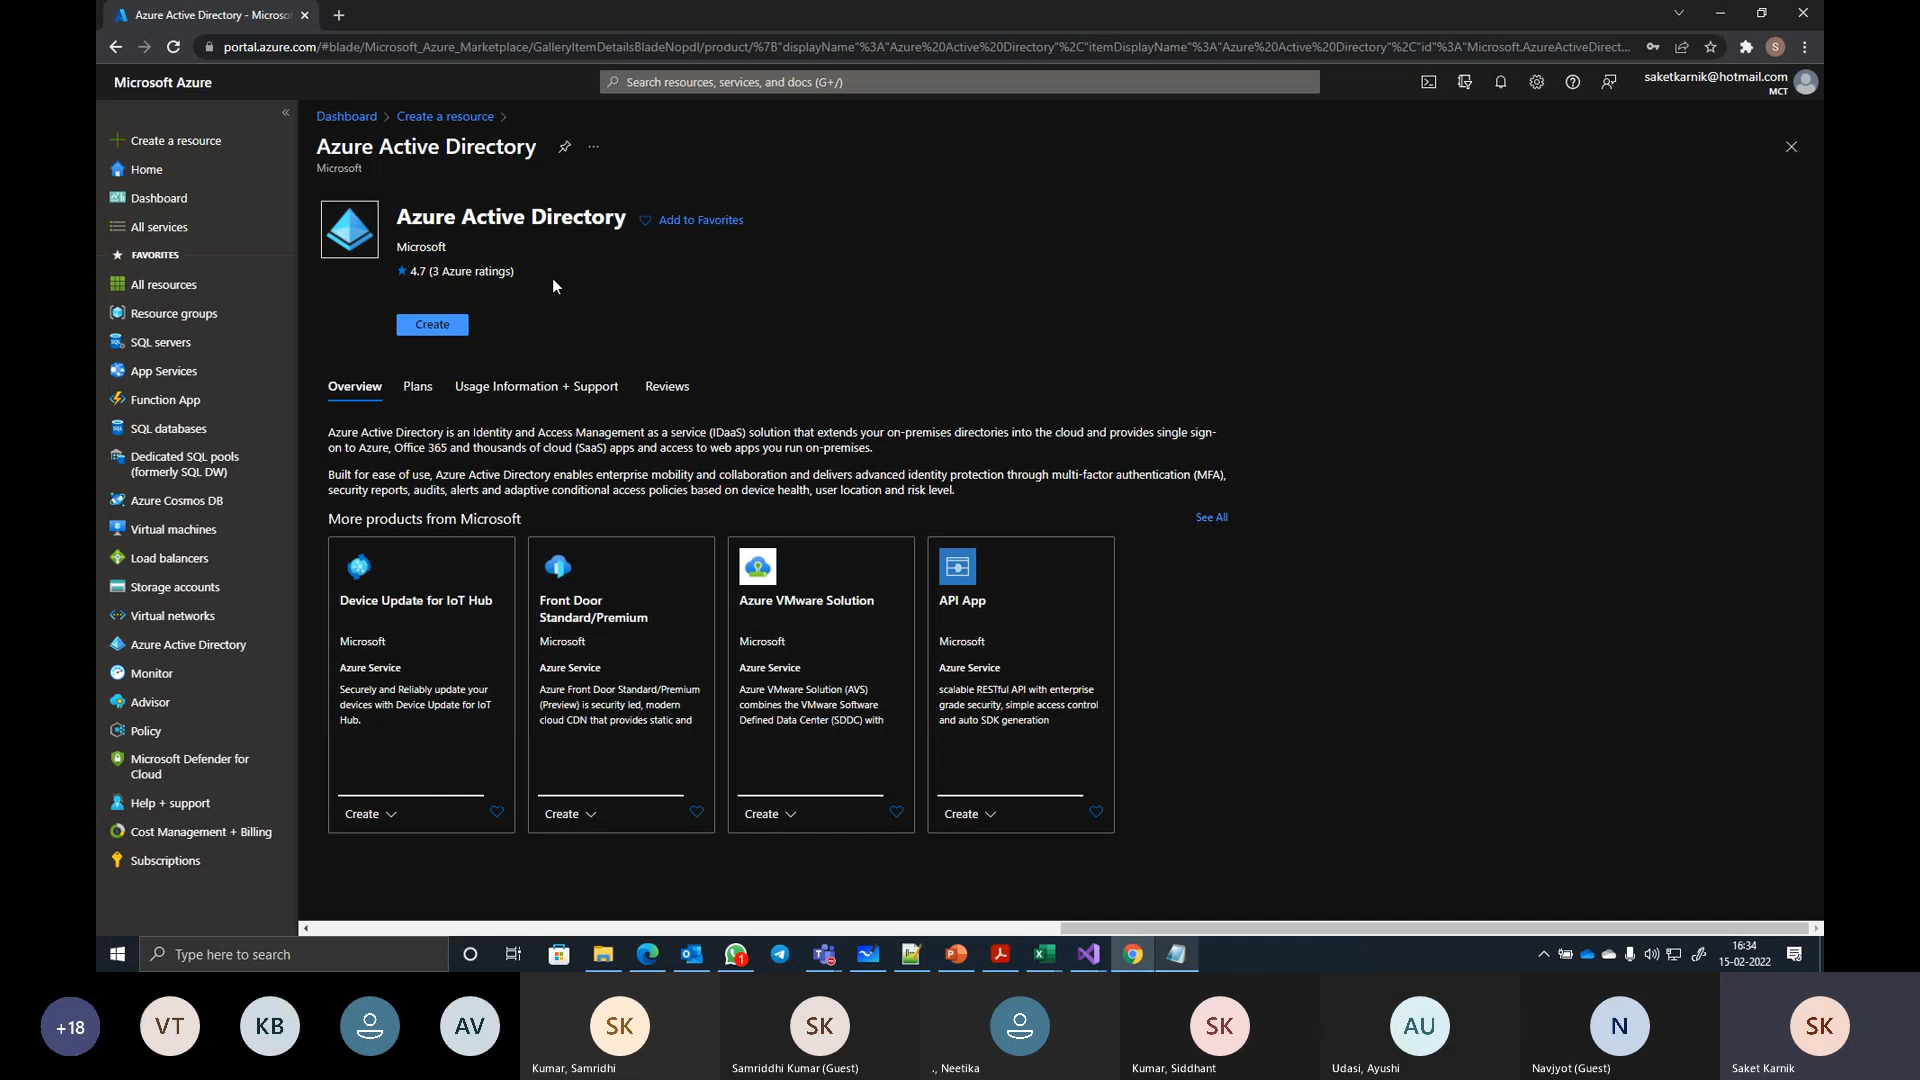 Azure Active Directory - Microsof
portal.azure.com/#blade/Microsoft_Azure_Marketplace/GalleryItemDetailsBladeNopdl/product/%7B"displayName"%3A"Azure%20Active%20Directory"%2C"itemDisplayName"%3A"Azure%20Active%20Directory"%2C"id"%3A"Microsoft.AzureActiveDirect...
S
Microsoft Azure
Search resources, services, and docs (G+/)
saketkarnik@hotmail.com
MCT
Create a resource
Home
Dashboard
All services
FAVORITES
All resources
Resource groups
SQL servers
App Services
Function App
SQL databases
Dedicated SQL pools
(formerly SQL DW)
Azure Cosmos DB
Virtual machines
Load balancers
Storage accounts
Virtual networks
Azure Active Directory
Monitor
Advisor
Policy
Microsoft Defender for
Cloud
Help + support
Cost Management + Billing
Subscriptions
Dashboard > Create a resource >
Azure Active Directory
Microsoft
Azure Active Directory
Add to Favorites
Microsoft
4.7 (3 Azure ratings)
Create
Overview Plans Usage Information + Support Reviews
Azure Active Directory is an Identity and Access Management as a service (IDaaS) solution that extends your on-premises directories into the cloud and provides single sign-
on to Azure, Office 365 and thousands of cloud (SaaS) apps and access to web apps you run on-premises.
Built for ease of use, Azure Active Directory enables enterprise mobility and collaboration and delivers advanced identity protection through multi-factor authentication (MFA),
security reports, audits, alerts and adaptive conditional access policies based on device health, user location and risk level.
More products from Microsoft
See All
Device Update for IoT Hub
Microsoft
Azure Service
Securely and Reliably update your
devices with Device Update for IoT
Hub.
Create
Front Door
Standard/Premium
Microsoft
Azure Service
Azure Front Door Standard/Premium
(Preview) is security led, modern
cloud CDN that provides static and
Create
Azure VMware Solution
Microsoft
Azure Service
Azure VMware Solution (AVS)
combines the VMware Software
Defined Data Center (SDDC) with
Create
API App
Microsoft
Azure Service
scalable RESTful API with enterprise
grade security, simple access control
and auto SDK generation
Create
Type here to search
1
16:34
15-02-2022
+18
VT
KB
AV
SK
Kumar, Samridhi
SK
Samriddhi Kumar (Guest)
., Neetika
SK
Kumar, Siddhant
AU
Udasi, Ayushi
N
Navjyot (Guest)
SK
Saket Karnik